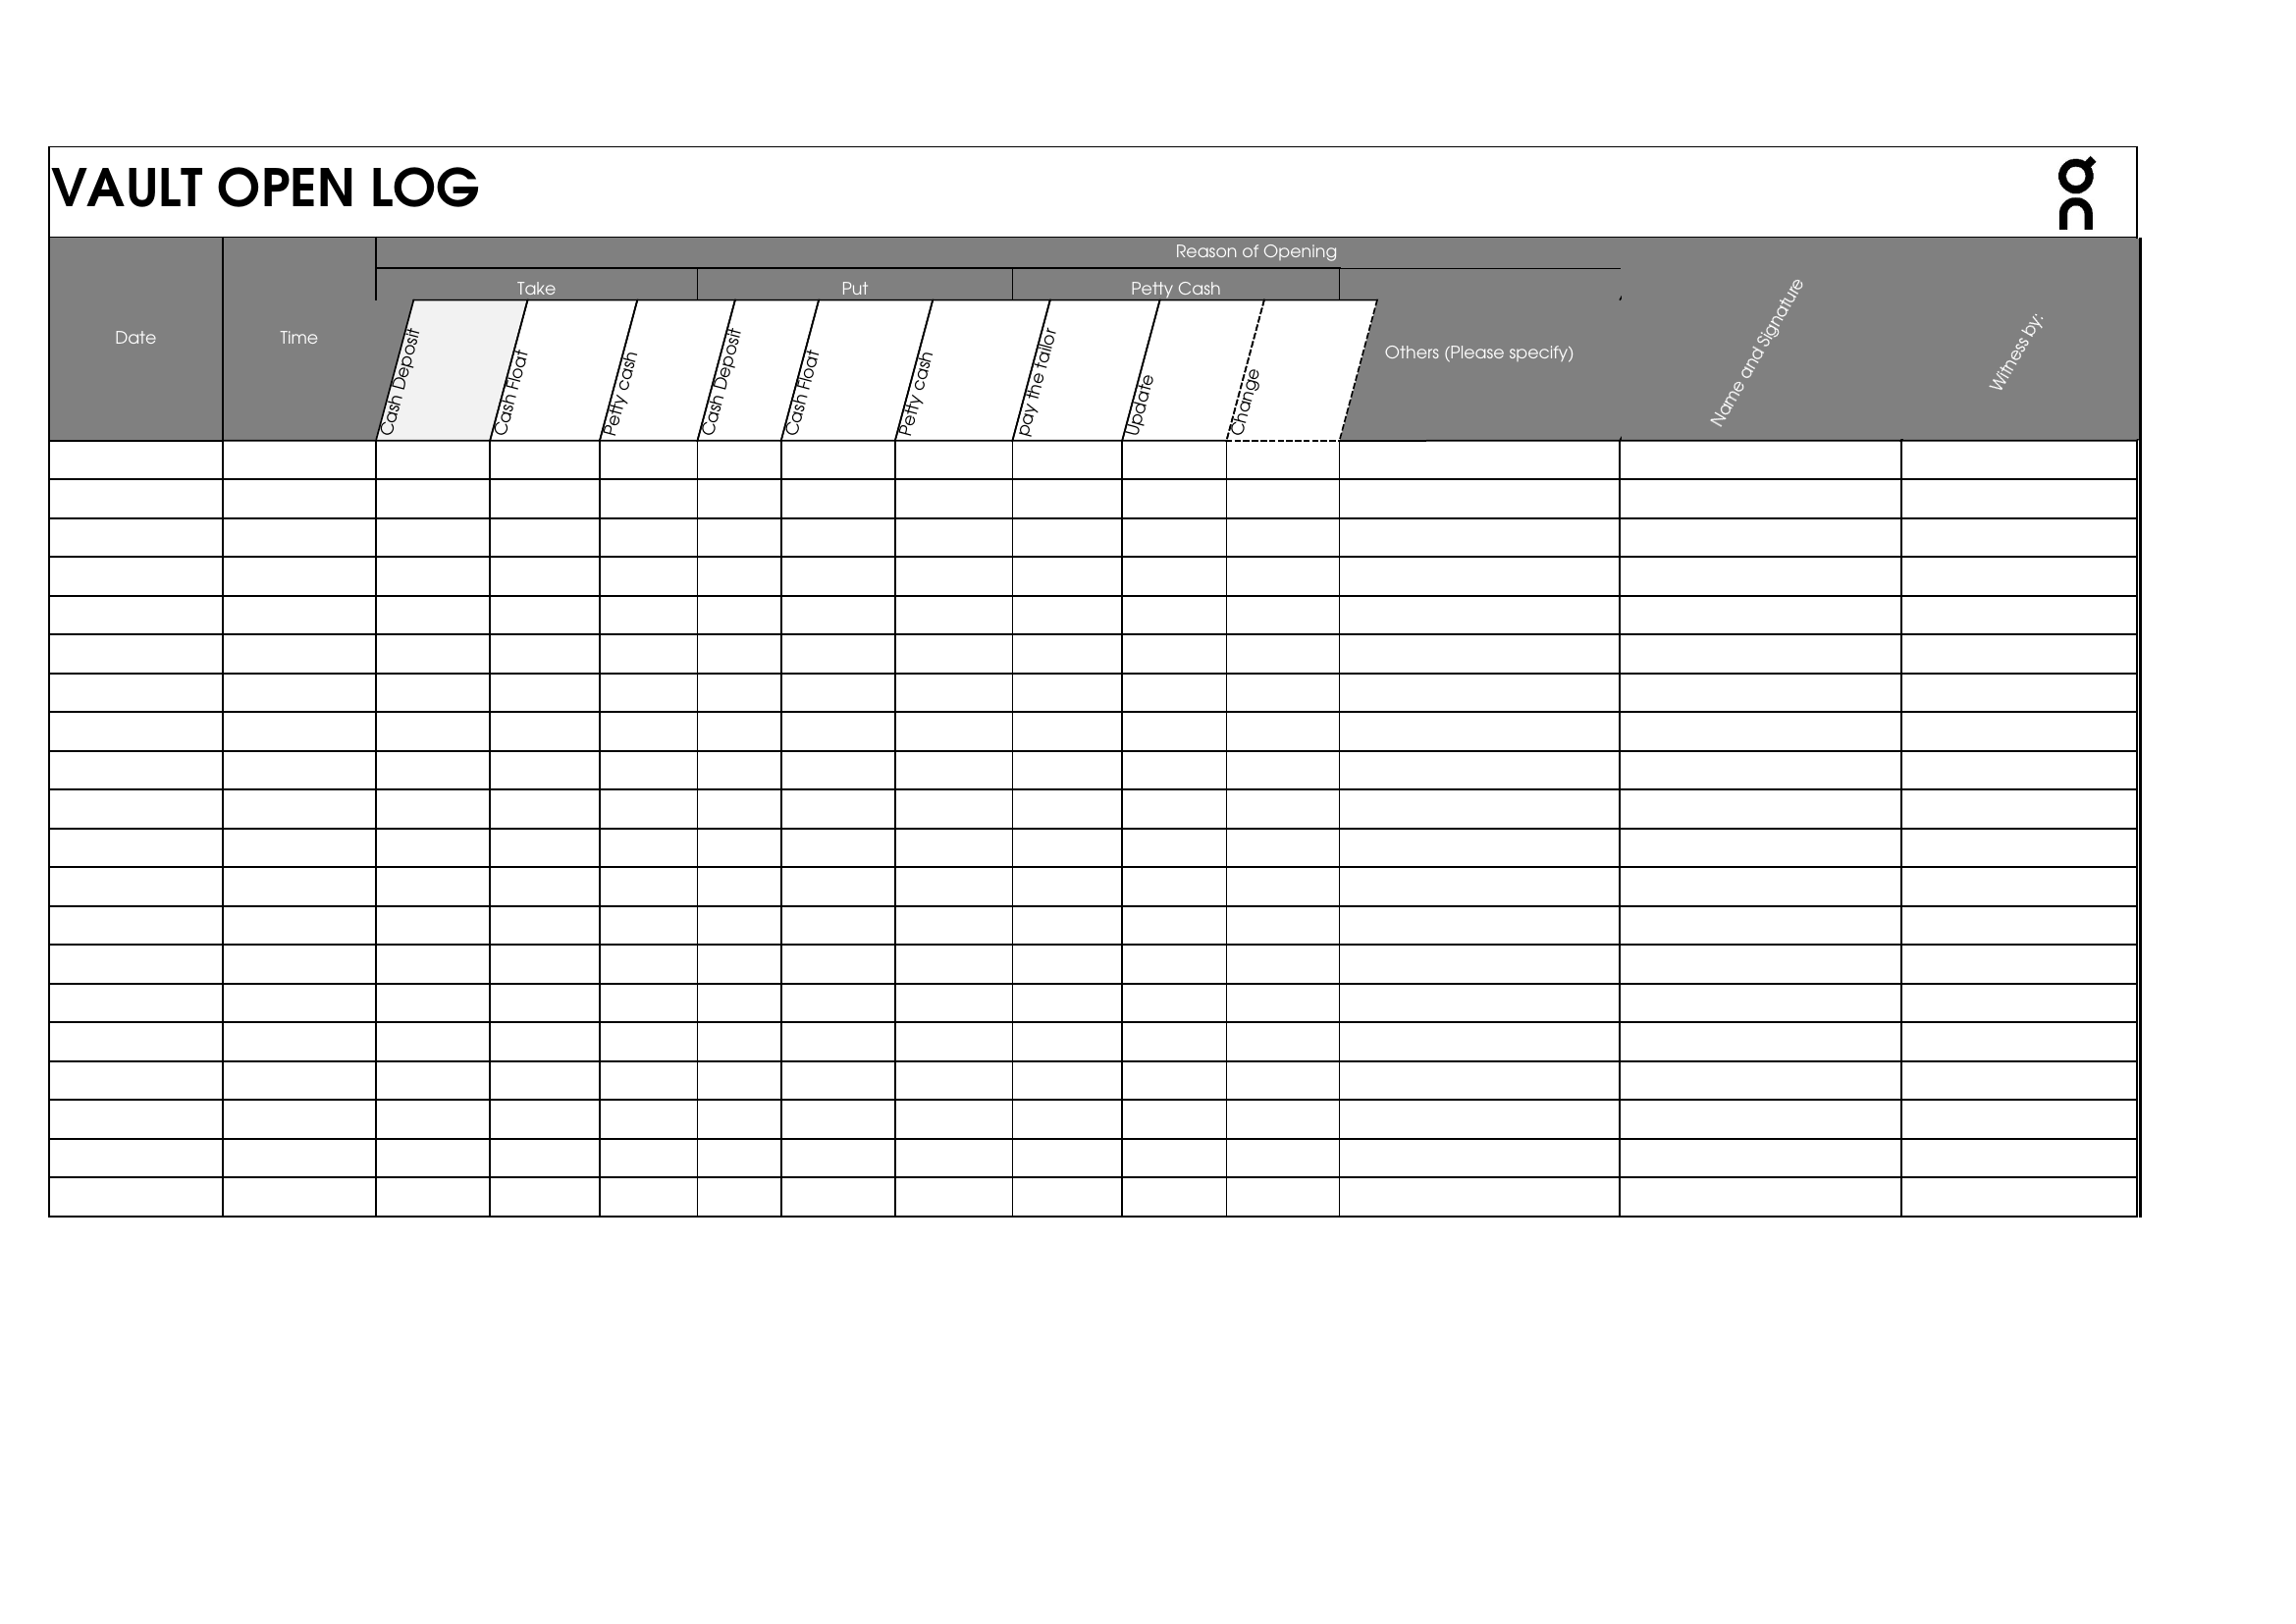 VAULT OPEN LOG
Date
Time
Reason of Opening
Take
Put
Petty Cash
Cash Deposit
Cash Float
Petty cash
Cash Deposit
Cash Float
Petty cash
pay the tailor
Update
Change
Others (Please specify)
Name and Signature
Witness by: